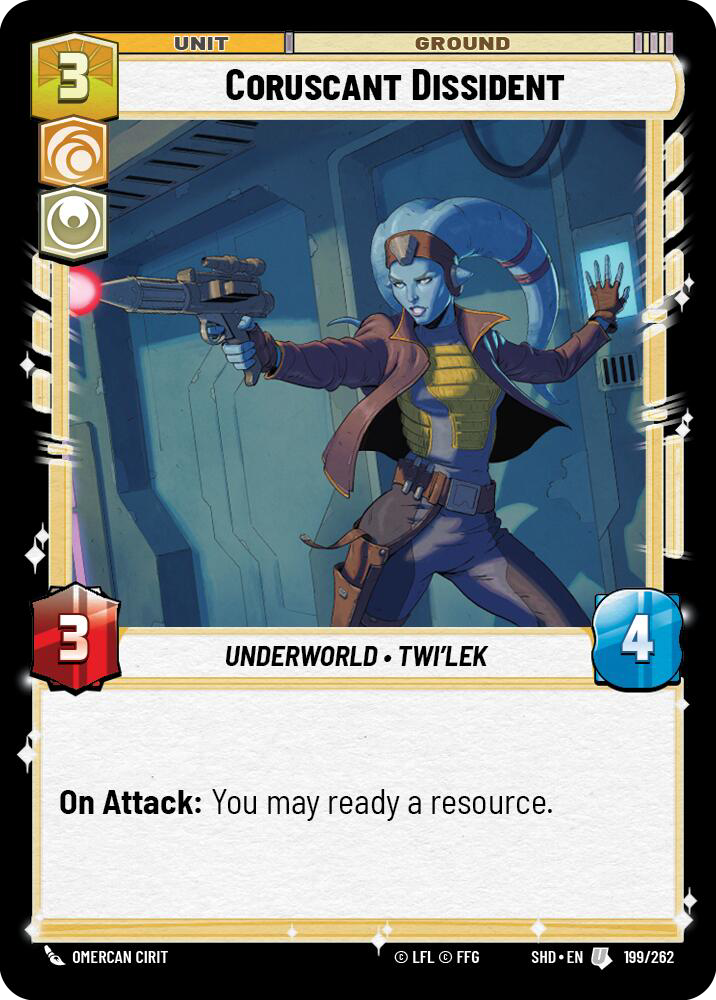 UNIT
GROUND
3
CORUSCANT DISSIDENT
3
UNDERWORLD • TWI'LEK
4
On Attack: You may ready a resource.
OMERCAN CIRIT
© LFL © FFG
SHD • EN U 199/262